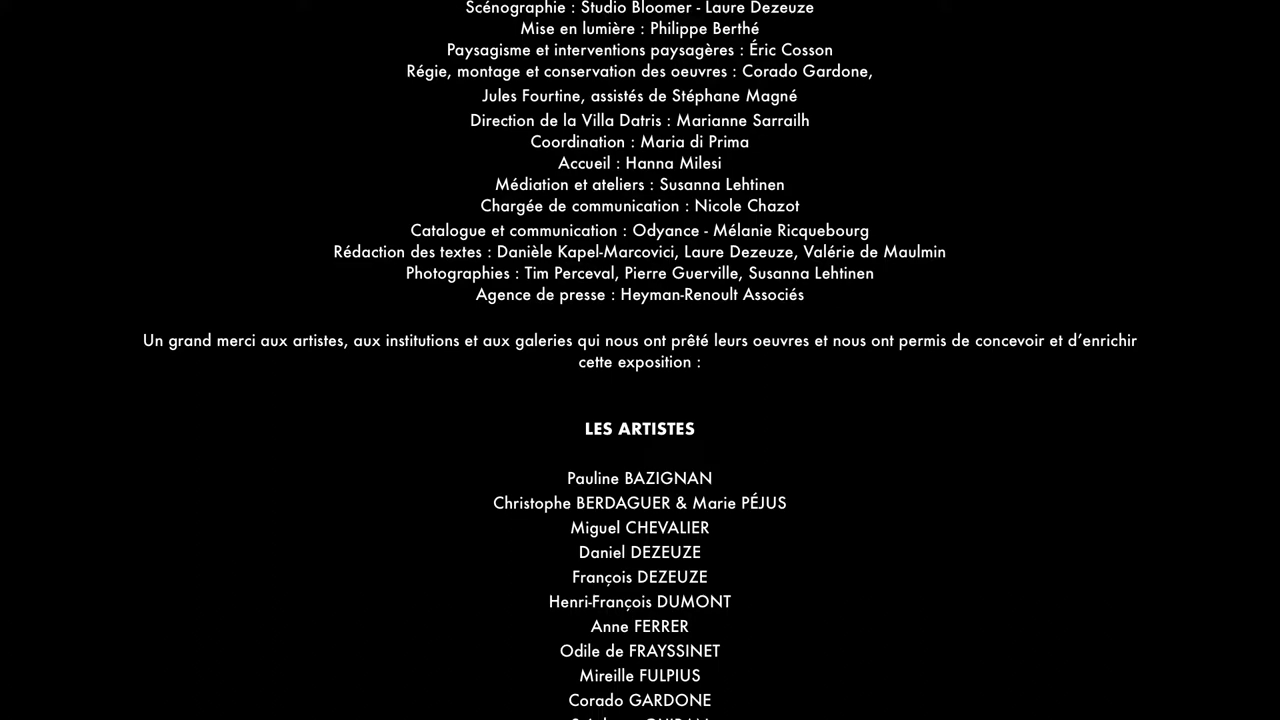 Scénographie : Studio Bloomer - Laure Dezeuze
Mise en lumière : Philippe Berthé
Paysagisme et interventions paysagères : Éric Cosson
Régie, montage et conservation des oeuvres : Corado Gardone,
Jules Fourtine, assistés de Stéphane Magné
Direction de la Villa Datris : Marianne Sarrailh
Coordination : Maria di Prima
Accueil : Hanna Milesi
Médiation et ateliers : Susanna Lehtinen
Chargée de communication : Nicole Chazot
Catalogue et communication : Odyance - Mélanie Ricquebourg
Rédaction des textes : Danièle Kapel-Marcovici, Laure Dezeuze, Valérie de Maulmin
Photographies : Tim Perceval, Pierre Guerville, Susanna Lehtinen
Agence de presse : Heyman-Renoult Associés
Un grand merci aux artistes, aux institutions et aux galeries qui nous ont prêté leurs oeuvres et nous ont permis de concevoir et d’enrichir
cette exposition :
LES ARTISTES
Pauline BAZIGNAN
Christophe BERDAGUER & Marie PÉJUS
Miguel CHEVALIER
Daniel DEZEUZE
François DEZEUZE
Henri-François DUMONT
Anne FERRER
Odile de FRAYSSINET
Mireille FULPIUS
Corado GARDONE